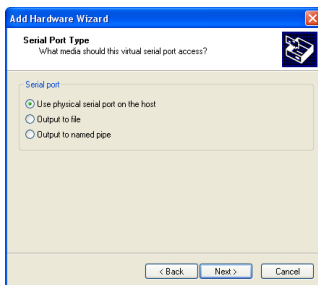 Add Hardware Wizard
Serial Port Type
What media should this virtual serial port access?
Serial port
Use physical serial port on the host
Output to file
Output to named pipe
< Back
Next >
Cancel